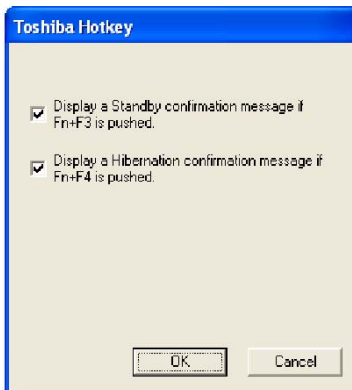 Toshiba Hotkey
Display a Standby confirmation message if
Fn+F3 is pushed.
Display a Hibernation confirmation message if
Fn+F4 is pushed.
OK
Cancel